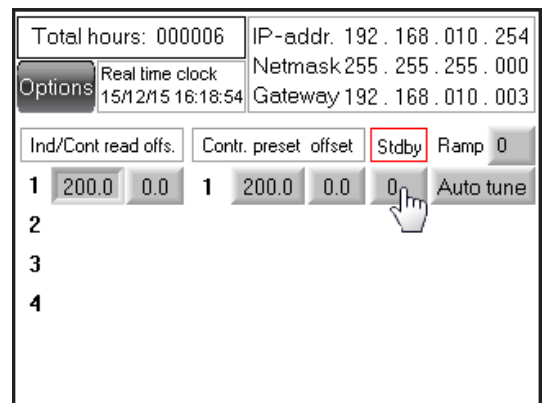 Total hours: 000006
IP-addr. 192.168.010.254
Options
Real time clock
15/12/15 16:18:54
Netmask 255.255.255.000
Gateway 192.168.010.003
Ind/Cont read offs. Contr. preset offset Stdby Ramp 0
1 200.0 0.0 1 200.0 0.0 0 Auto tune
2
3
4